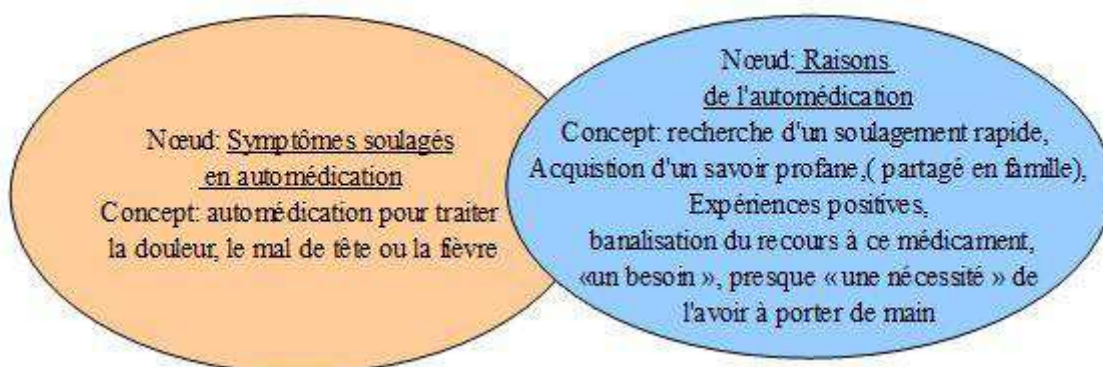 Nœud: Symptômes soulagés
en automédication
Concept: automédication pour traiter
la douleur, le mal de tête ou la fièvre
Nœud: Raisons
de l'automédication
Concept: recherche d'un soulagement rapide,
Acquistion d'un savoir profane,( partagé en famille),
Expériences positives,
banalisation du recours à ce médicament,
«un besoin », presque « une nécessité » de
l'avoir à porter de main